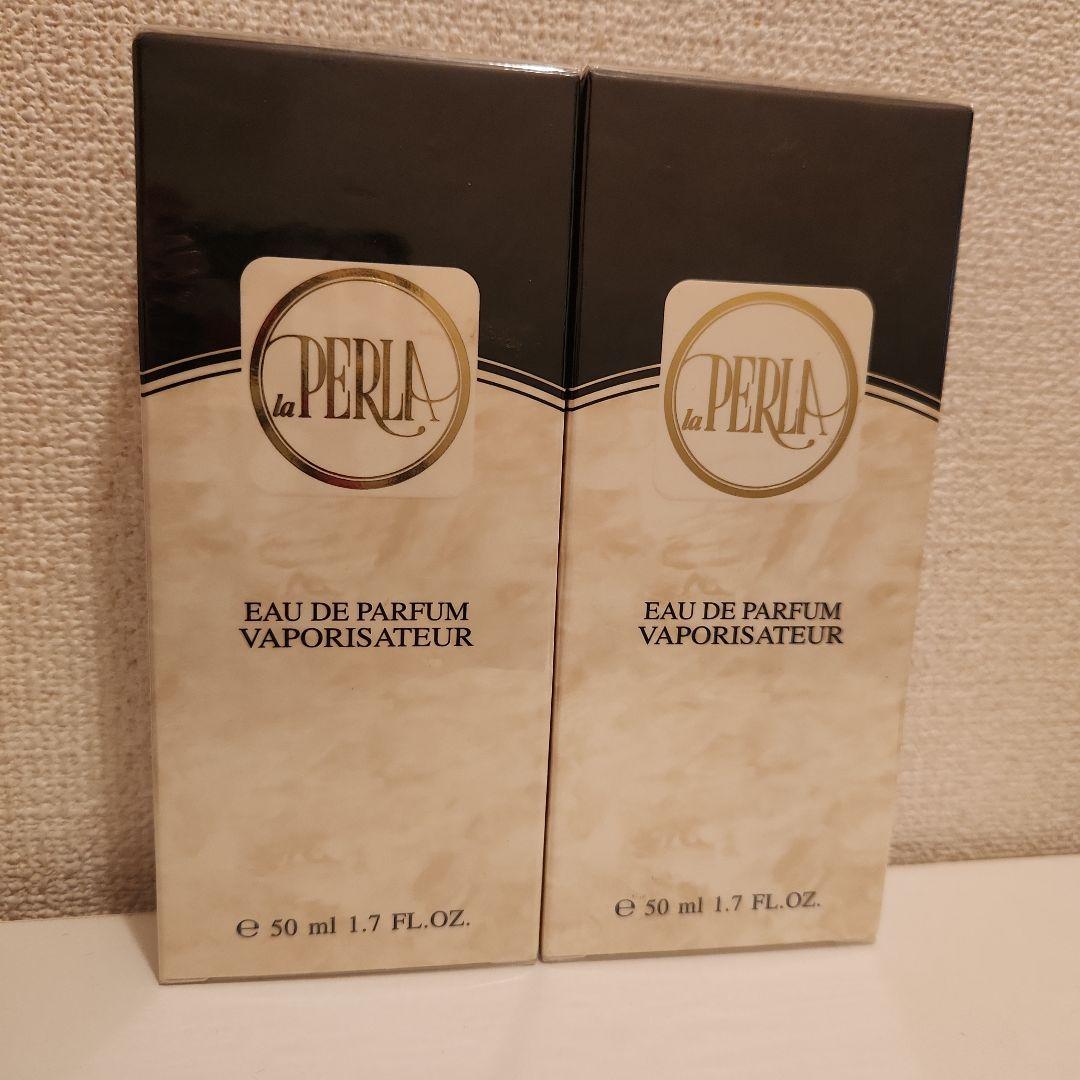 la PERLA
EAU DE PARFUM
VAPORISATEUR
℮ 50 ml 1.7 FL.OZ.
la PERLA
EAU DE PARFUM
VAPORISATEUR
℮ 50 ml 1.7 FL.OZ.